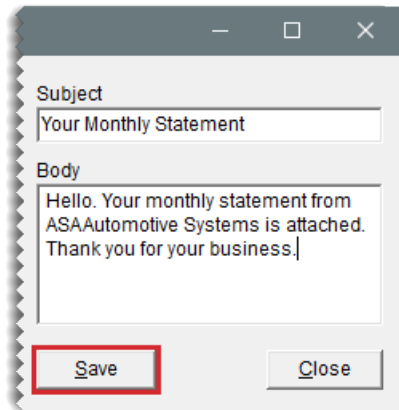 Subject
Your Monthly Statement
Body
Hello. Your monthly statement from
ASAAutomotive Systems is attached.
Thank you for your business.
Save
Close